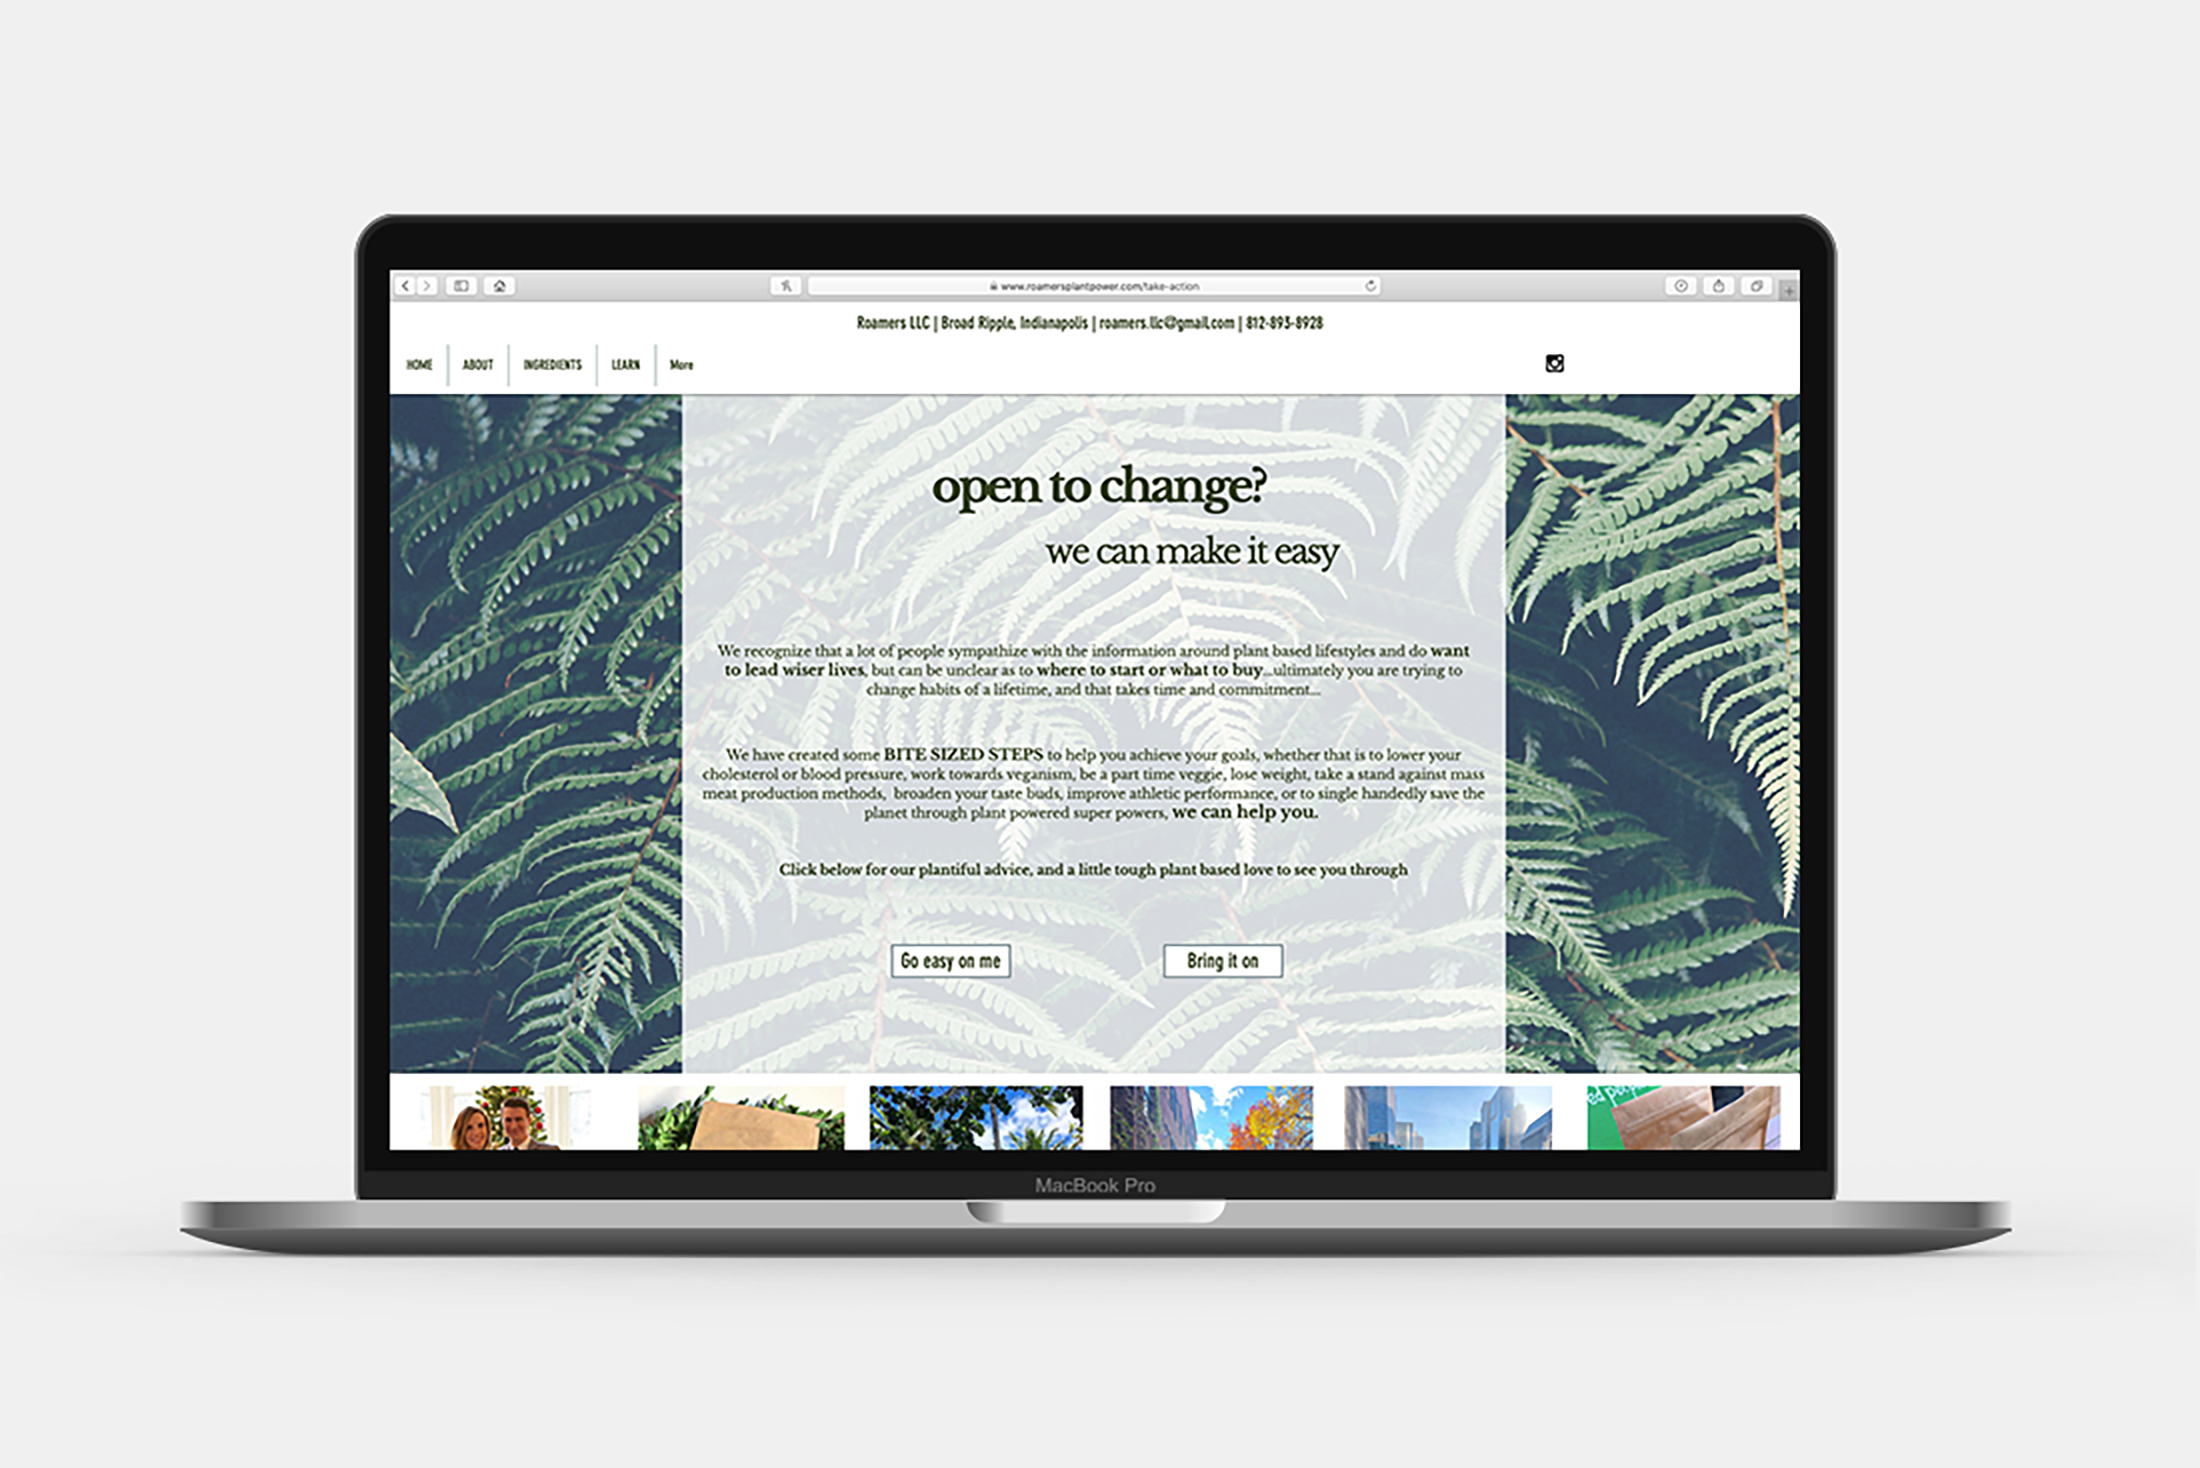 www.roamersplantpower.com/take-action
Roamers LLC | Broad Ripple, Indianapolis | roamers.llc@gmail.com | 812-893-8928
HOME ABOUT INGREDIENTS LEARN More
open to change?
we can make it easy
We recognize that a lot of people sympathize with the information around plant based lifestyles and do want
to lead wiser lives, but can be unclear as to where to start or what to buy...ultimately you are trying to
change habits of a lifetime, and that takes time and commitment...
We have created some BITE SIZED STEPS to help you achieve your goals, whether that is to lower your
cholesterol or blood pressure, work towards veganism, be a part time veggie, lose weight, take a stand against mass
meat production methods, broaden your taste buds, improve athletic performance, or to single handedly save the
planet through plant powered super powers, we can help you.
Click below for our plantiful advice, and a little tough plant based love to see you through
Go easy on me Bring it on
MacBook Pro